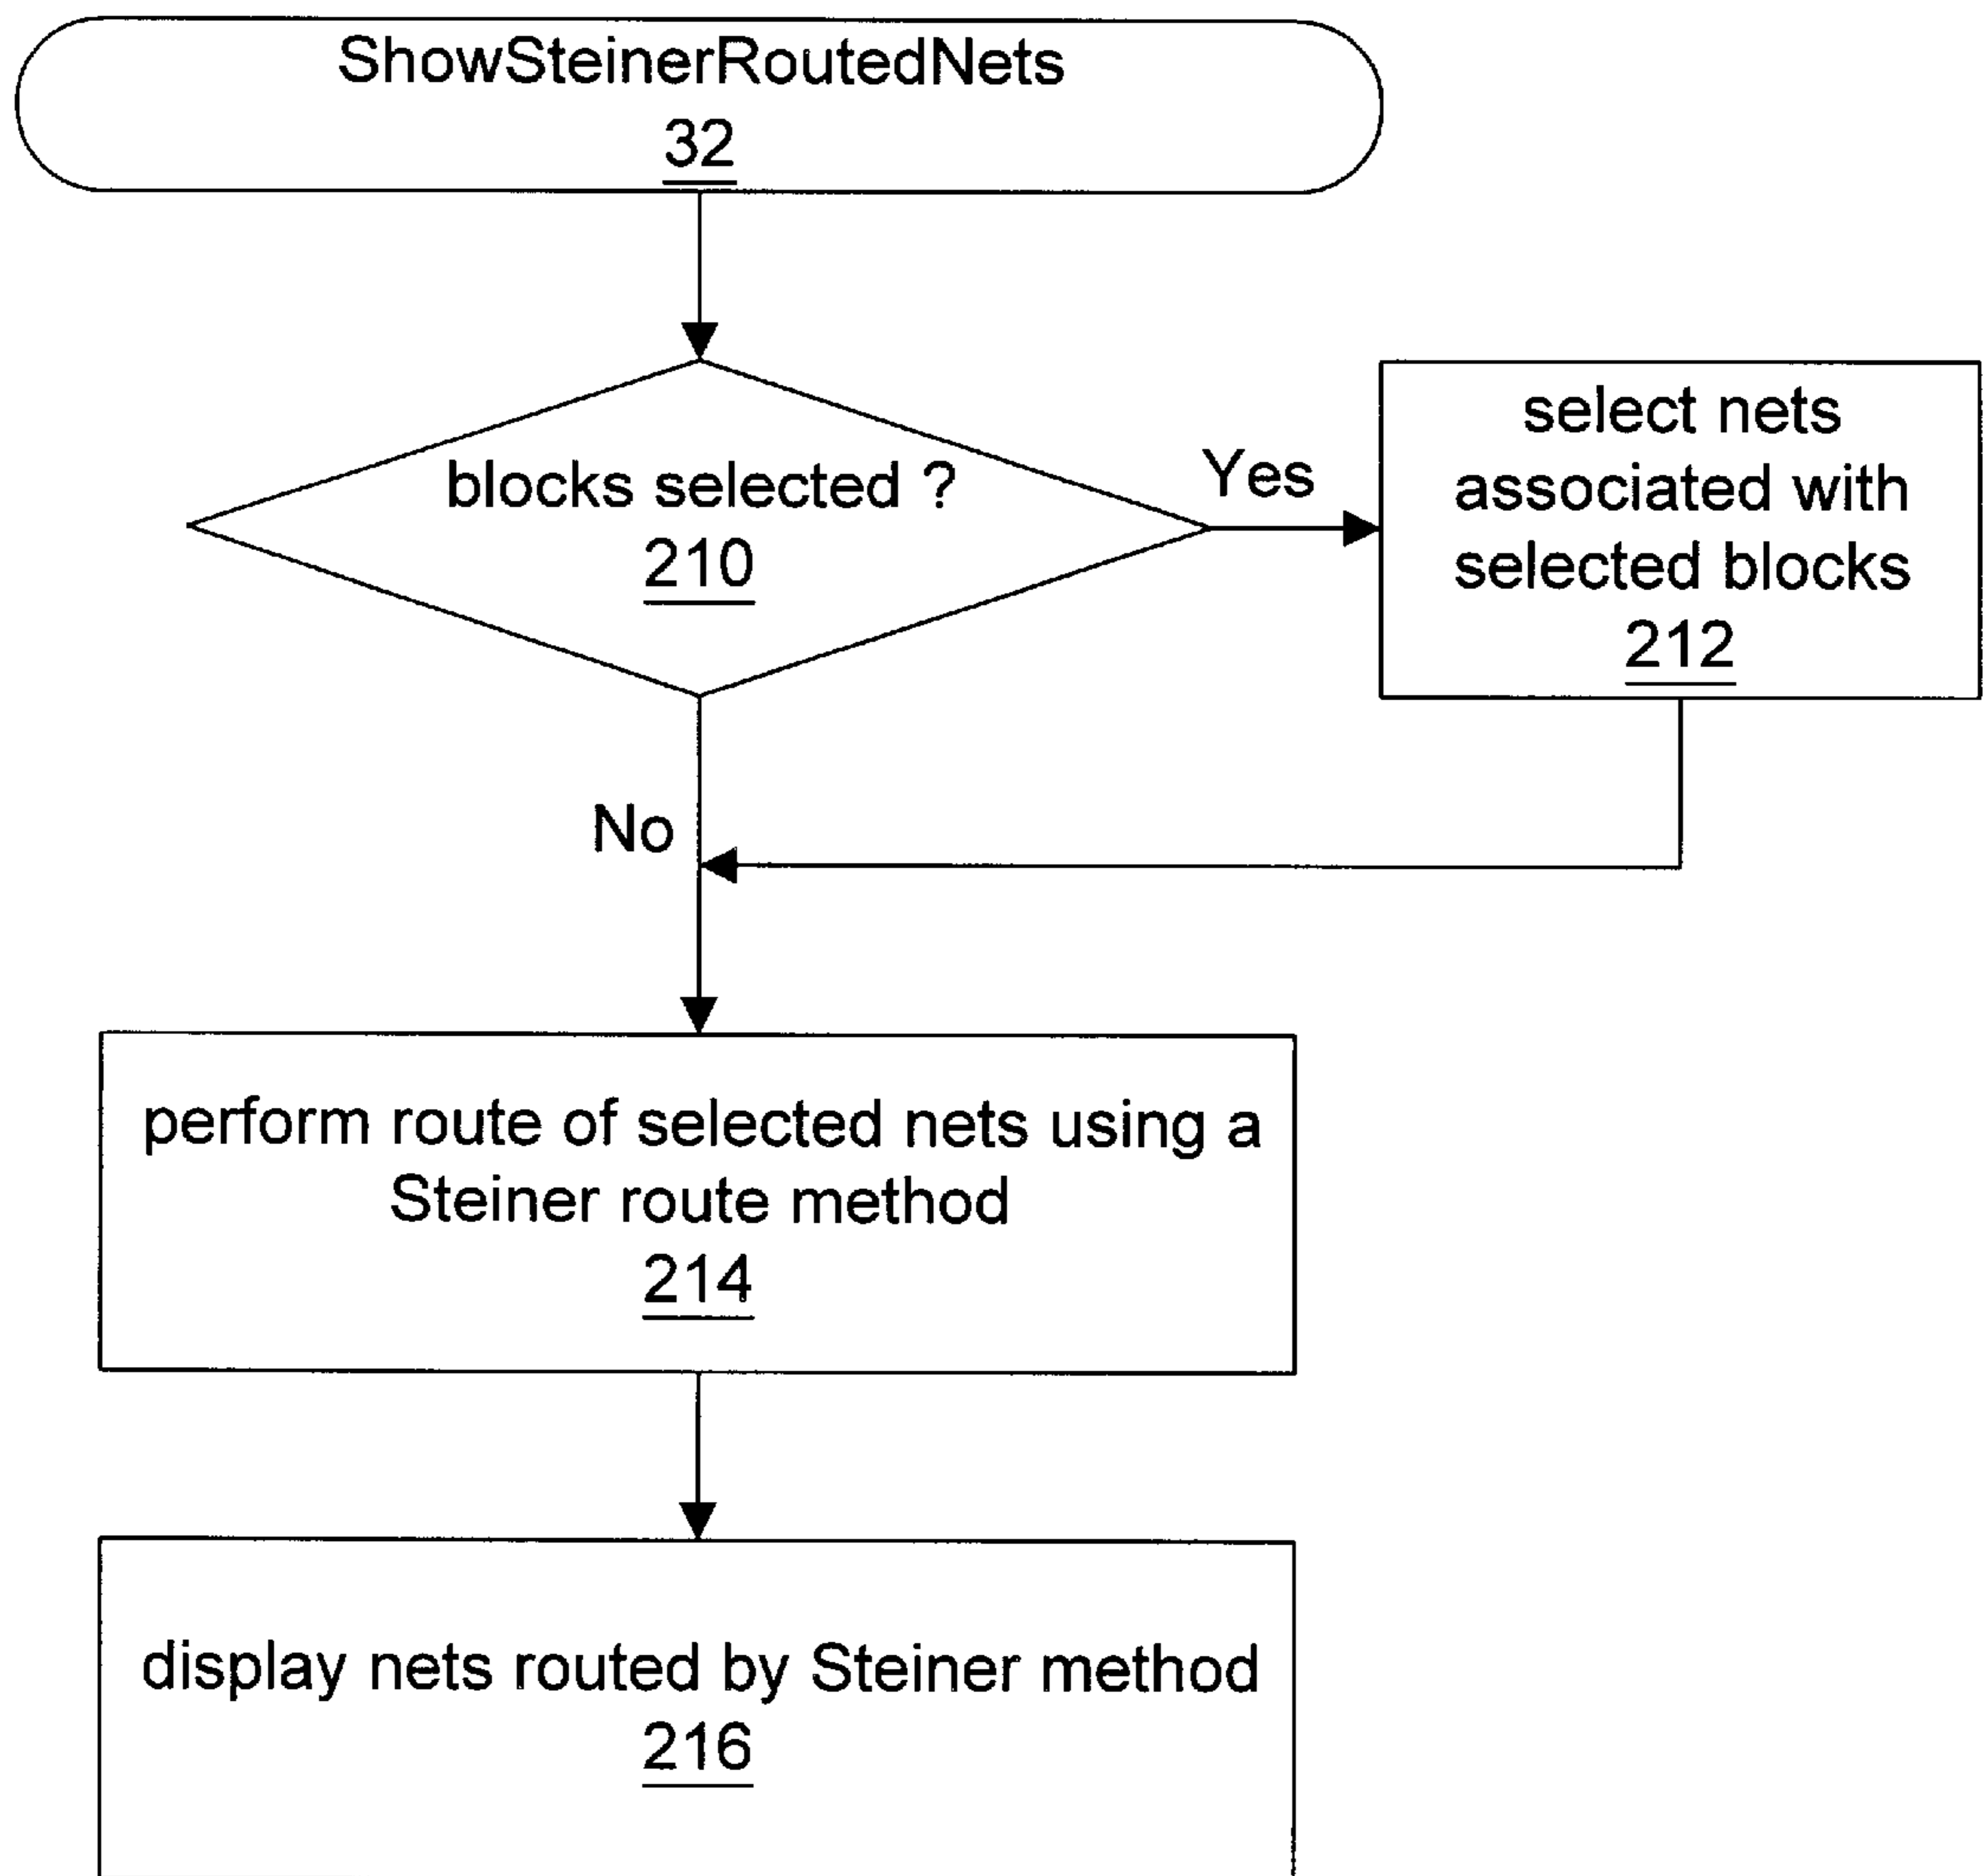 ShowSteinerRoutedNets
32
blocks selected ?
210
Yes
select nets
associated with
selected blocks
212
No
perform route of selected nets using a
Steiner route method
214
display nets routed by Steiner method
216